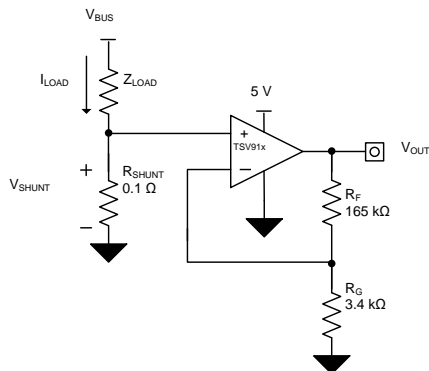 VBUS
ILOAD
ZLOAD
5 V
+
TSV91x
−
VOUT
+
VSHUNT
−
RSHUNT
0.1 Ω
RF
165 kΩ
RG
3.4 kΩ